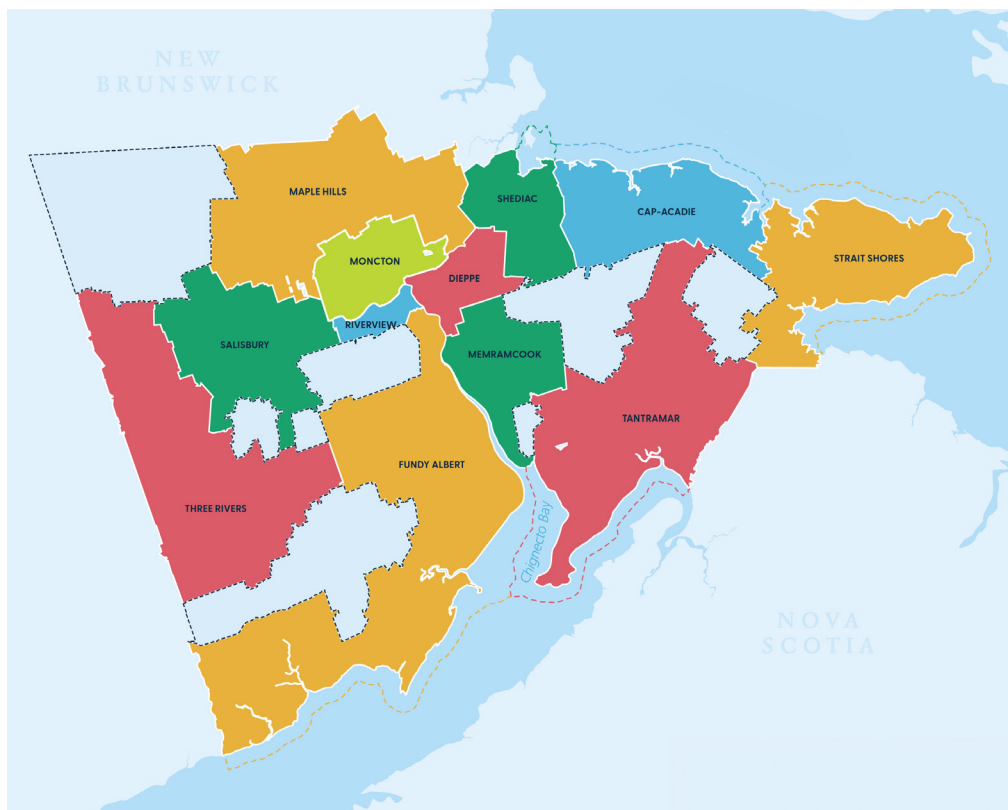 NEW
BRUNSWICK
MAPLE HILLS
SHEDIAC
CAP-ACADIE
STRAIT SHORES
MONCTON
DIEPPE
RIVERVIEW
SALISBURY
MEMRAMCOOK
TANTRAMAR
FUNDY ALBERT
THREE RIVERS
Chignecto Bay
NOVA
SCOTIA